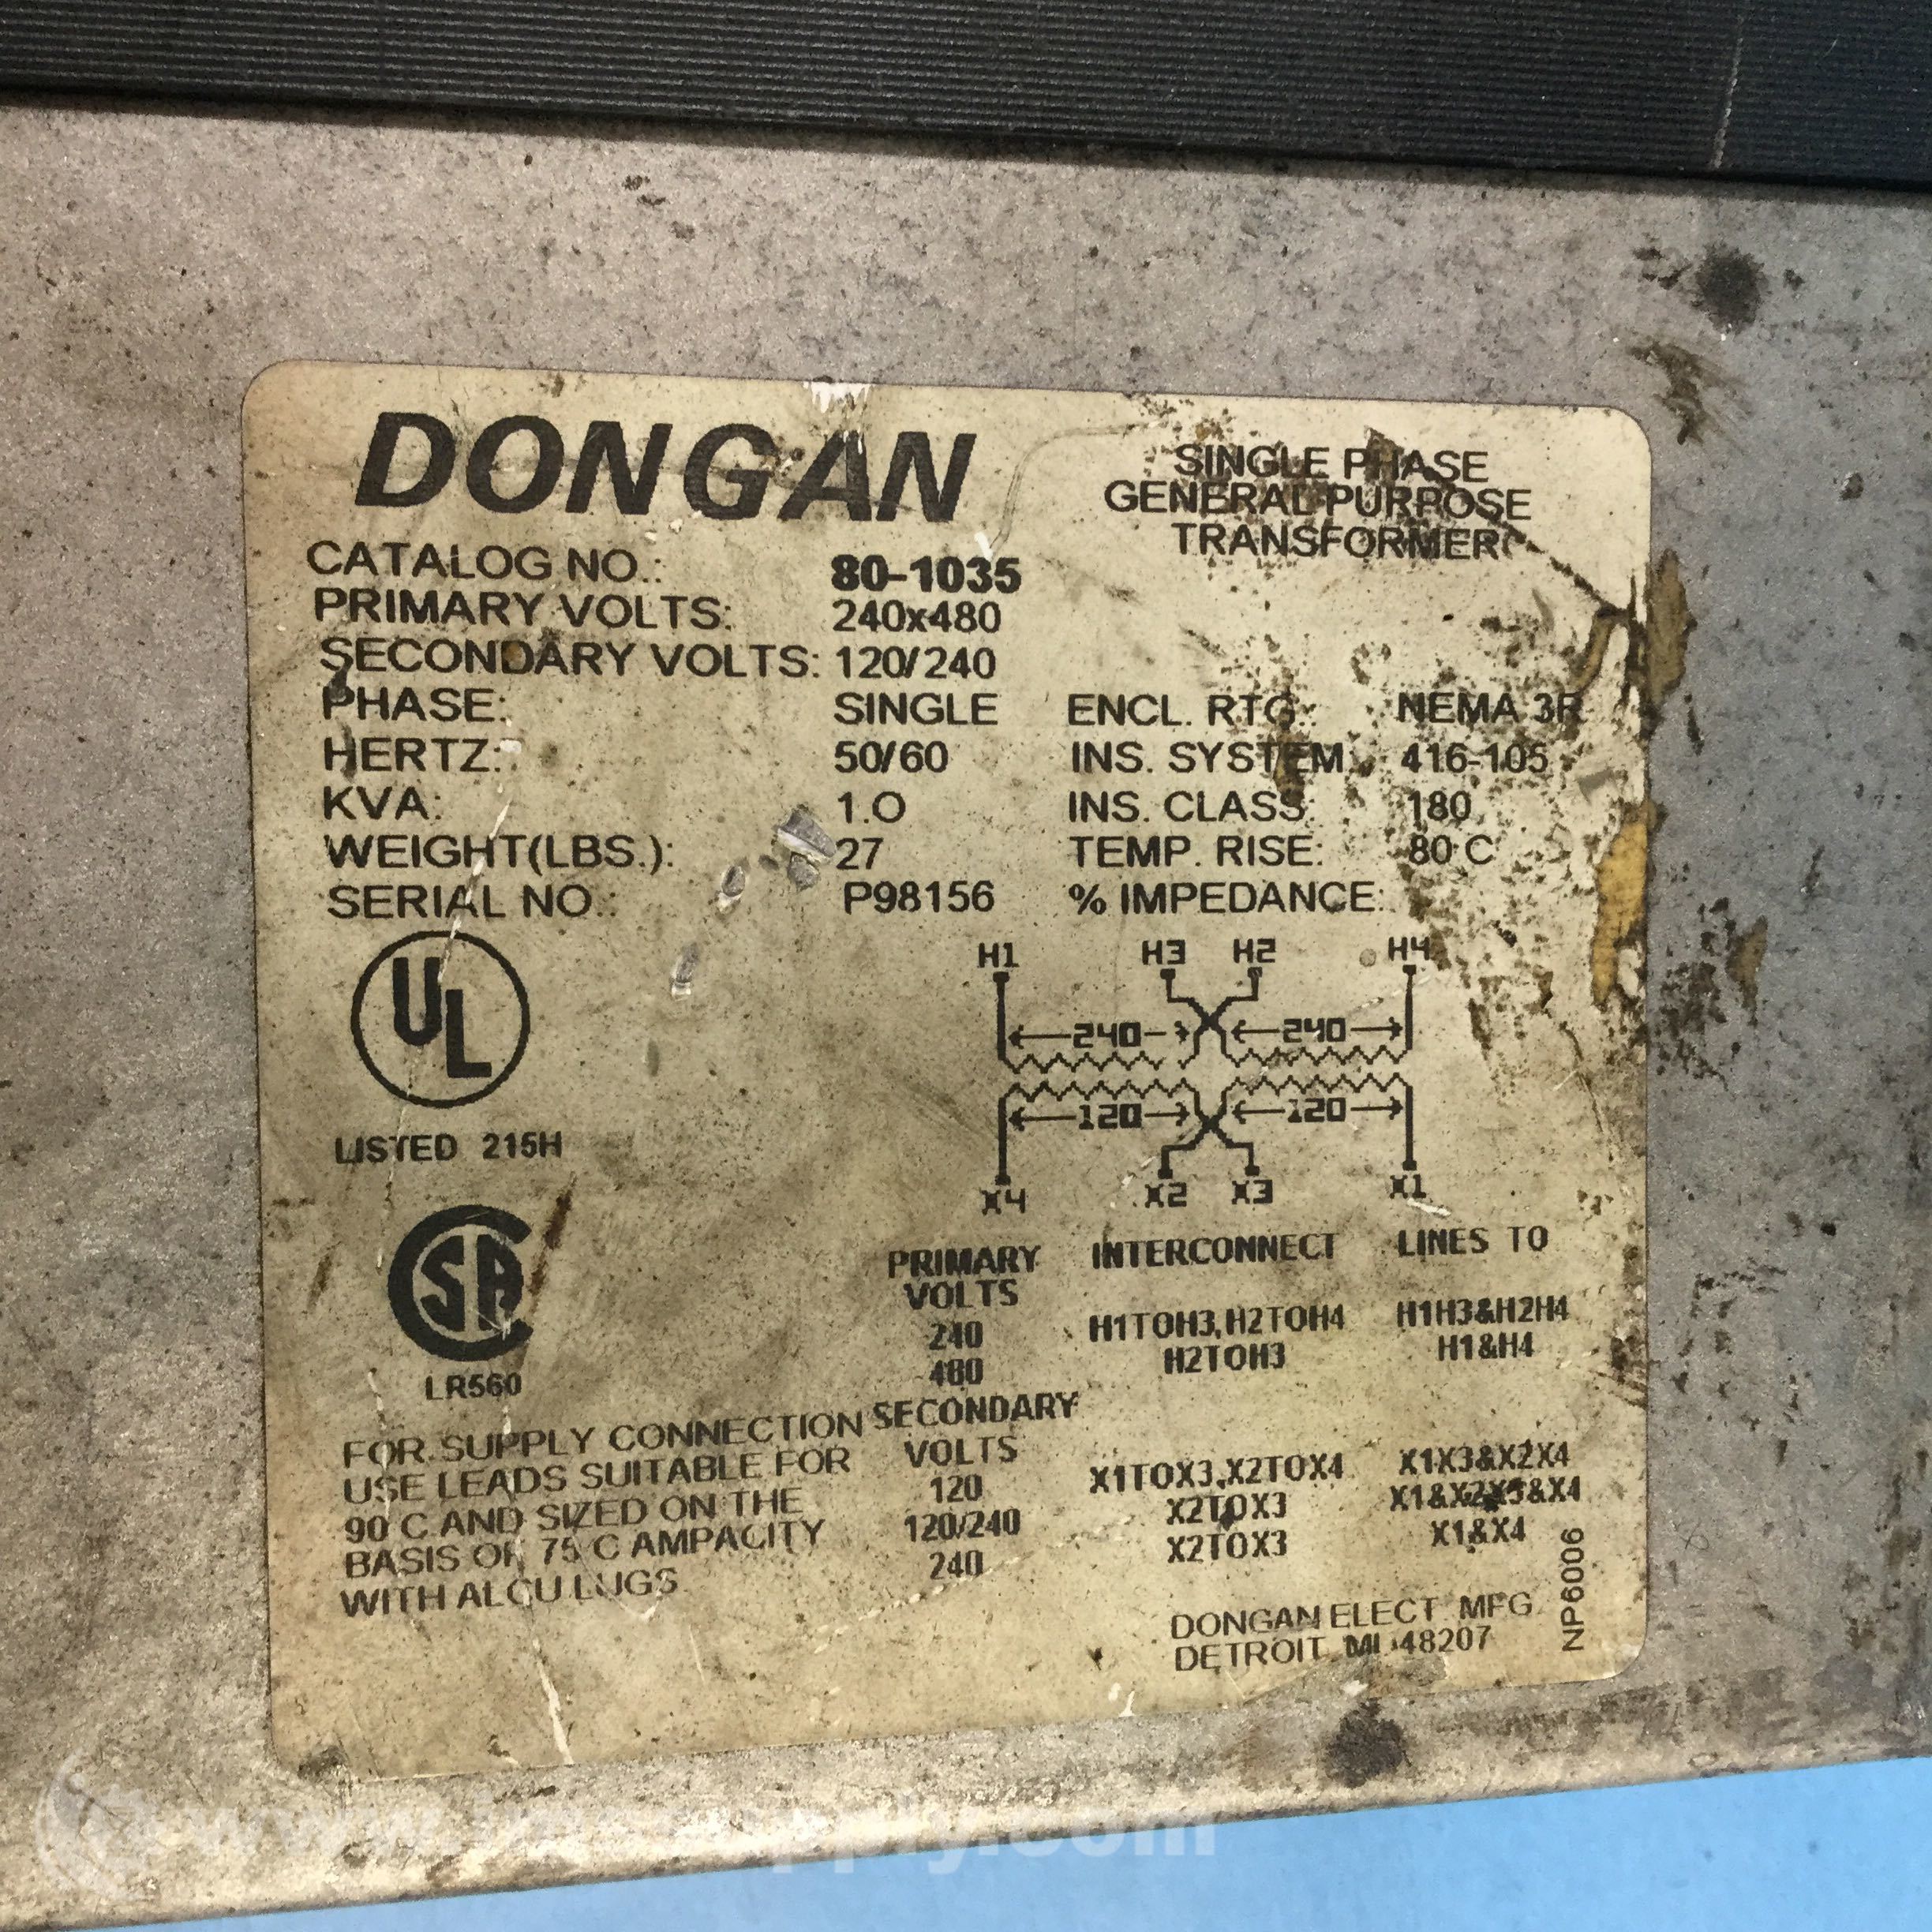 DONGAN
SINGLE PHASE
GENERAL PURPOSE
TRANSFORMER
CATALOG NO.: 80-1035
PRIMARY VOLTS: 240x480
SECONDARY VOLTS: 120/240
PHASE: SINGLE ENCL. RTG.: NEMA 3R
HERTZ: 50/60 INS. SYSTEM 416-105
KVA: 1.0 INS. CLASS: 180
WEIGHT(LBS.): 27 TEMP. RISE: 80 C
SERIAL NO.: P98156 % IMPEDANCE:
UL
LISTED 215H
H1 H3 H2 H4
240 240
120 120
X4 X2 X3 X1
SA
LR560
PRIMARY VOLTS INTERCONNECT LINES TO
240 H1TOH3,H2TOH4 H1H3&H2H4
480 H2TOH3 H1&H4
SECONDARY VOLTS
120 X1TOX3,X2TOX4 X1X3&X2X4
120/240 X2TOX3 X1&X2X3&X4
240 X2TOX3 X1&X4
FOR SUPPLY CONNECTION
USE LEADS SUITABLE FOR
90 C AND SIZED ON THE
BASIS OF 75 C AMPACITY
WITH ALCU LUGS
DONGAN ELECT MFG
DETROIT MI 48207
NP6006